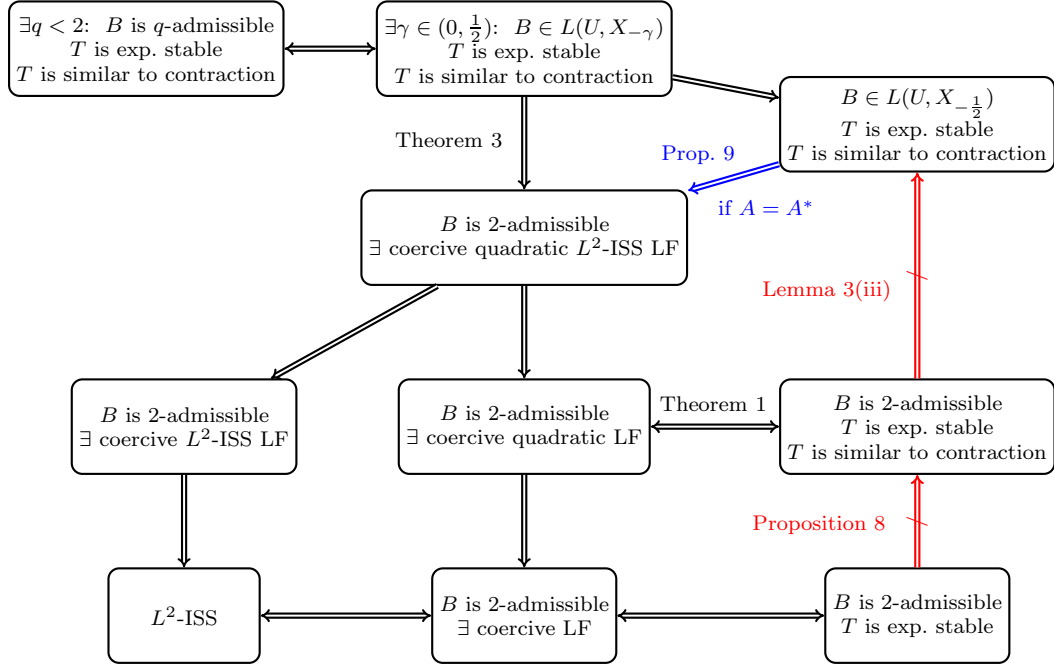 ∃q < 2: B is q-admissible
T is exp. stable
T is similar to contraction
∃γ ∈ (0, 1/2): B ∈ L(U, X_{−γ})
T is exp. stable
T is similar to contraction
B ∈ L(U, X_{−1/2})
T is exp. stable
T is similar to contraction
Theorem 3
Prop. 9
if A = A*
B is 2-admissible
∃ coercive quadratic L²-ISS LF
Lemma 3(iii)
B is 2-admissible
∃ coercive L²-ISS LF
B is 2-admissible
∃ coercive quadratic LF
Theorem 1
B is 2-admissible
T is exp. stable
T is similar to contraction
Proposition 8
L²-ISS
B is 2-admissible
∃ coercive LF
B is 2-admissible
T is exp. stable